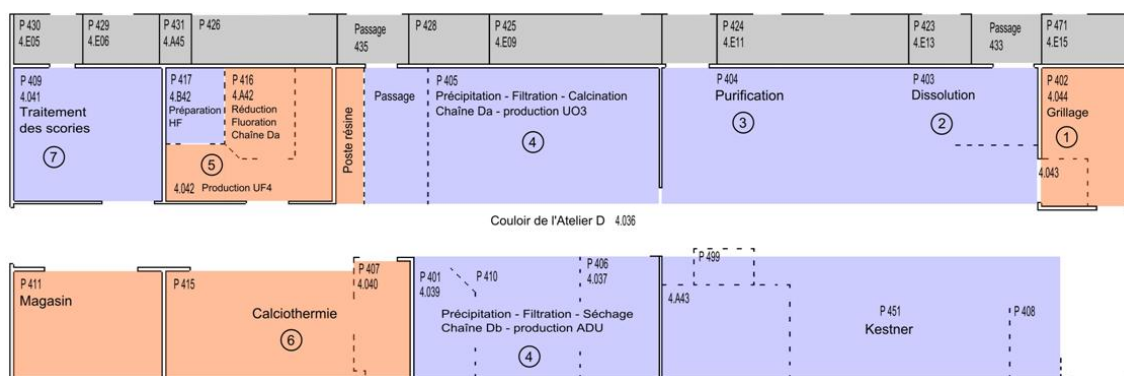 P 430
4.E05
P 429
4.E06
P 431
4.A45
P 426
Passage
435
P 428
P 425
4.E09
P 424
4.E11
P 423
4.E13
Passage
433
P 471
4.E15
P 409
4.041
Traitement
des scories
7
P 417
4.B42
Préparation
HF
P 416
4.A42
Réduction
Fluoration
Chaîne Da
5
4.042 Production UF4
Poste résine
Passage
P 405
Précipitation - Filtration - Calcination
Chaîne Da - production UO3
4
P 404
Purification
3
P 403
Dissolution
2
P 402
4.044
Grillage
1
4.043
Couloir de l'Atelier D 4.036
P 411
Magasin
P 415
Calciothermie
6
P 407
4.040
P 401
4.039
P 410
P 406
4.037
Précipitation - Filtration - Séchage
Chaîne Db - production ADU
4
P 499
4.A43
P 451
Kestner
P 408